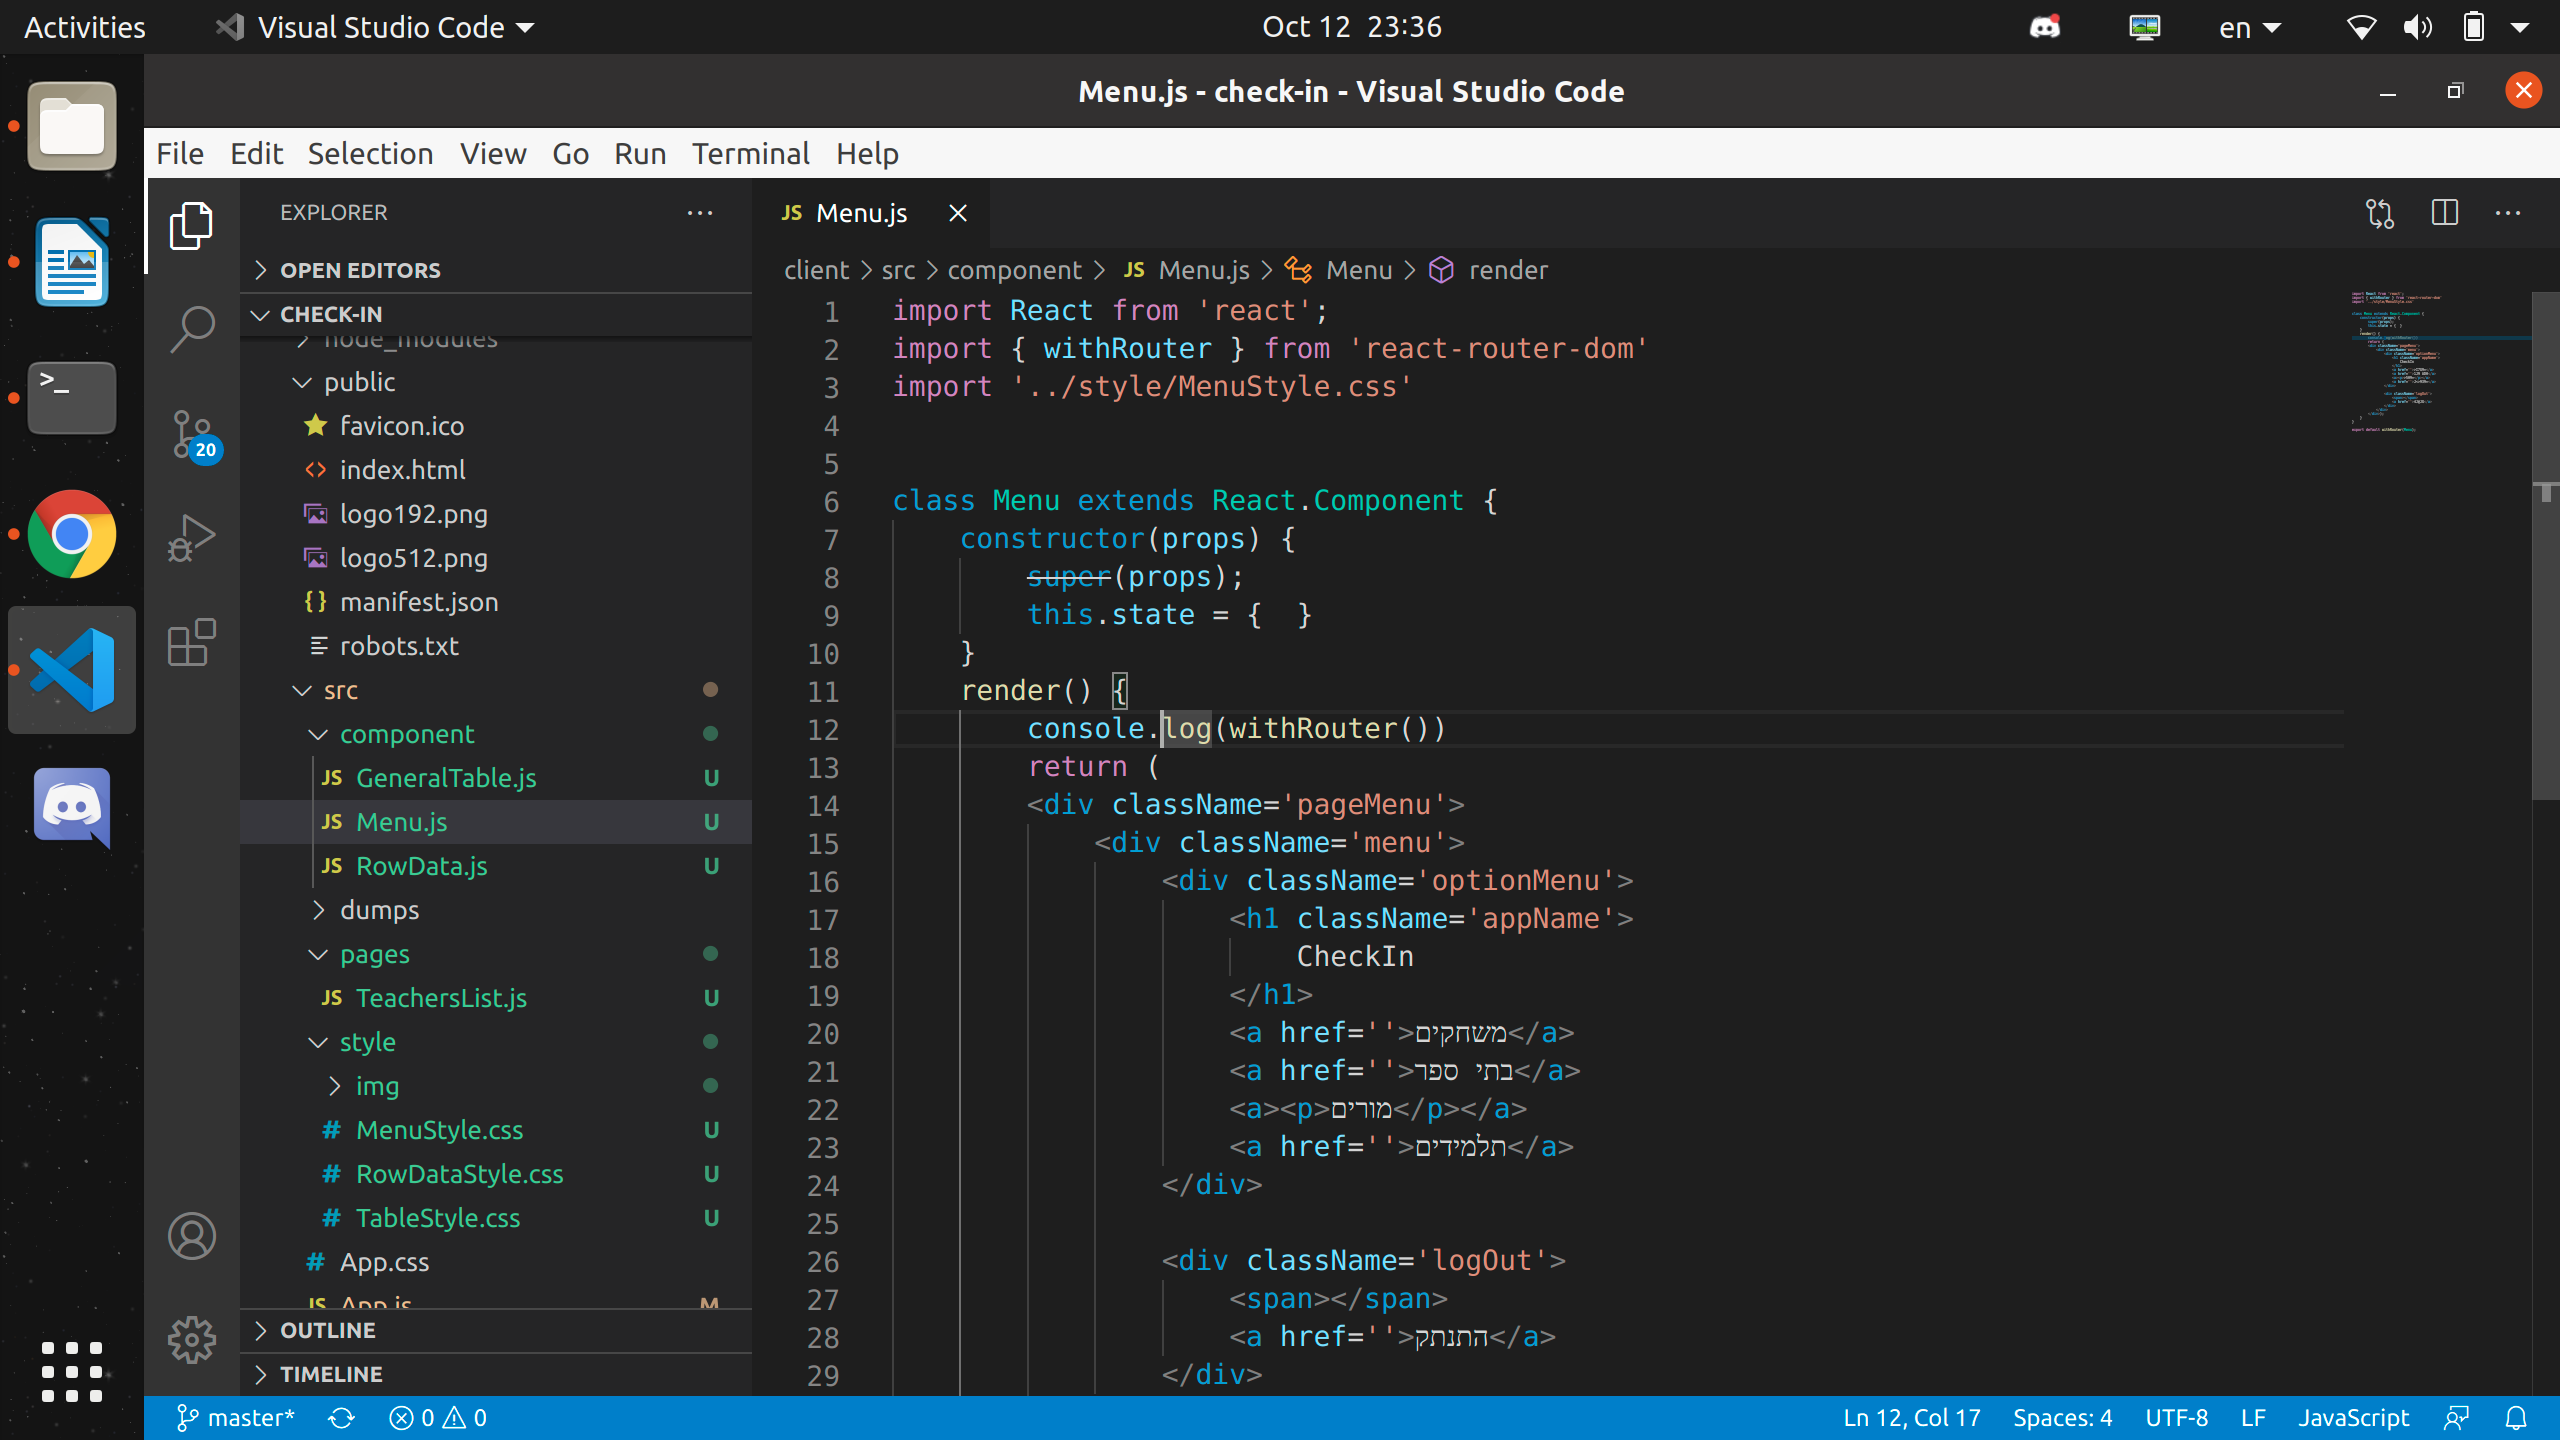 Activities
Visual Studio Code
Oct 12 23:36
en
Menu.js - check-in - Visual Studio Code
File Edit Selection View Go Run Terminal Help
EXPLORER
OPEN EDITORS
CHECK-IN
node_modules
public
favicon.ico
index.html
logo192.png
logo512.png
manifest.json
robots.txt
src
component
GeneralTable.js U
Menu.js U
RowData.js U
dumps
pages
TeachersList.js U
style
img
MenuStyle.css U
RowDataStyle.css U
TableStyle.css U
App.css
App.js M
OUTLINE
TIMELINE
20
JS Menu.js
client > src > component > JS Menu.js > Menu > render
1 import React from 'react';
2 import { withRouter } from 'react-router-dom'
3 import '../style/MenuStyle.css'
4
5
6 class Menu extends React.Component {
7 constructor(props) {
8 super(props);
9 this.state = {  }
10 }
11 render() {
12 console.log(withRouter())
13 return (
14 <div className='pageMenu'>
15 <div className='menu'>
16 <div className='optionMenu'>
17 <h1 className='appName'>
18 CheckIn
19 </h1>
20 <a href=''>משחקים</a>
21 <a href=''>בתי ספר</a>
22 <a><p>מורים</p></a>
23 <a href=''>תלמידים</a>
24 </div>
25
26 <div className='logOut'>
27 <span></span>
28 <a href=''>התנתק</a>
29 </div>
master* 0 0
Ln 12, Col 17 Spaces: 4 UTF-8 LF JavaScript